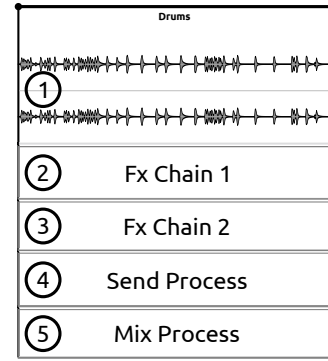 Drums
1
2 Fx Chain 1
3 Fx Chain 2
4 Send Process
5 Mix Process